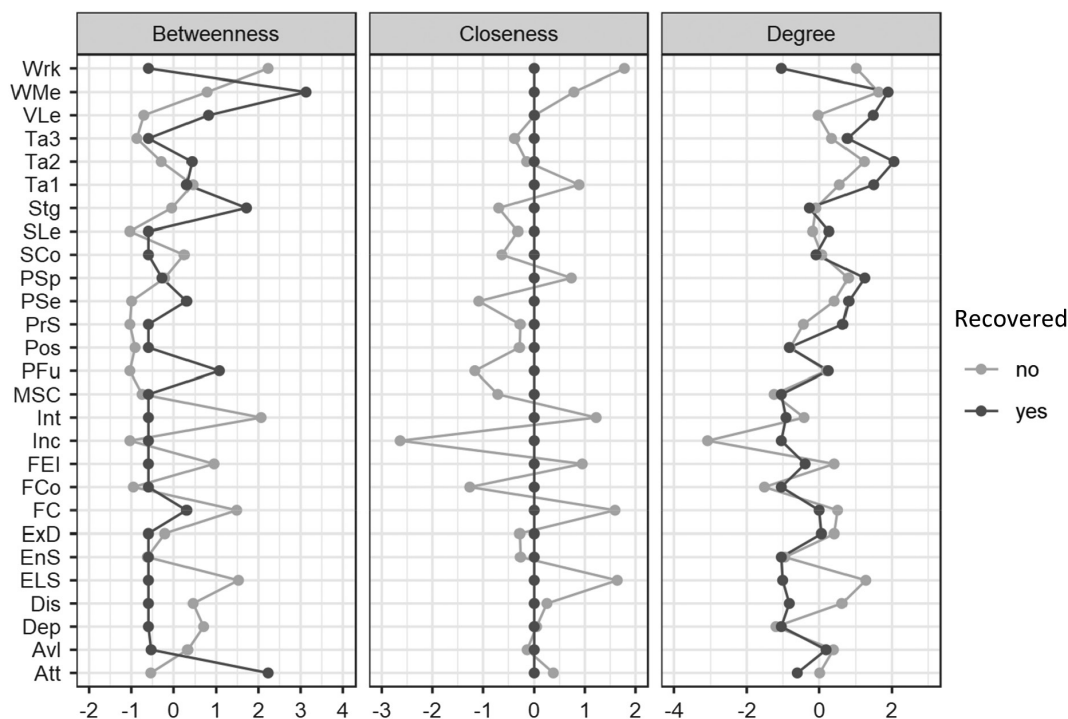 Betweenness Closeness Degree
Wrk
WMe
VLe
Ta3
Ta2
Ta1
Stg
SLe
SCo
PSp
PSe
PrS
Pos
PFu
MSC
Int
Inc
FEI
FCo
FC
ExD
EnS
ELS
Dis
Dep
Avl
Att
-2 -1 0 1 2 3 4 -3 -2 -1 0 1 2 -4 -2 0 2
Recovered
no
yes